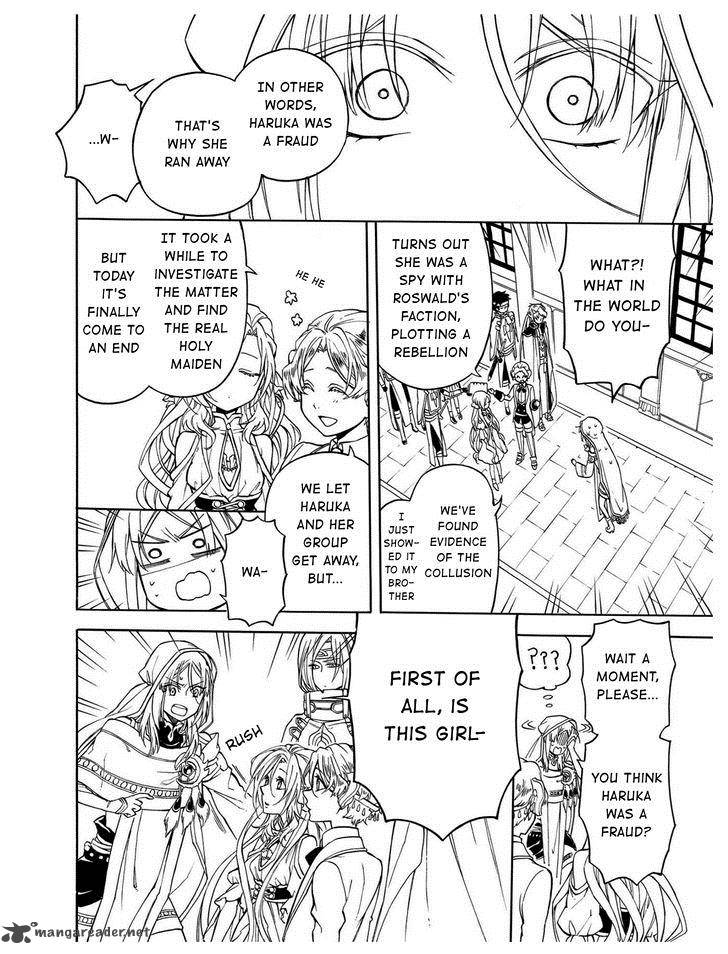 IN OTHER
WORDS,
HARUKA WAS
A FRAUD
THAT'S
WHY SHE
RAN AWAY
...W-
WHAT?!
WHAT IN
THE WORLD
DO YOU-
TURNS OUT
SHE WAS A
SPY WITH
ROSWALD'S
FACTION,
PLOTTING A
REBELLION
WE'VE
FOUND
EVIDENCE
OF THE
COLLUSION
I
JUST
SHOW-
ED IT
TO MY
BRO-
THER
IT TOOK A
WHILE TO
INVESTIGATE
THE MATTER
AND FIND
THE REAL
HOLY
MAIDEN
BUT
TODAY
IT'S
FINALLY
COME TO
AN END
HE HE
WE LET
HARUKA
AND HER
GROUP
GET AWAY,
BUT...
WA-
WAIT A
MOMENT,
PLEASE...
???
YOU THINK
HARUKA
WAS A
FRAUD?
FIRST OF
ALL, IS
THIS GIRL-
RUSH
mangareader.net